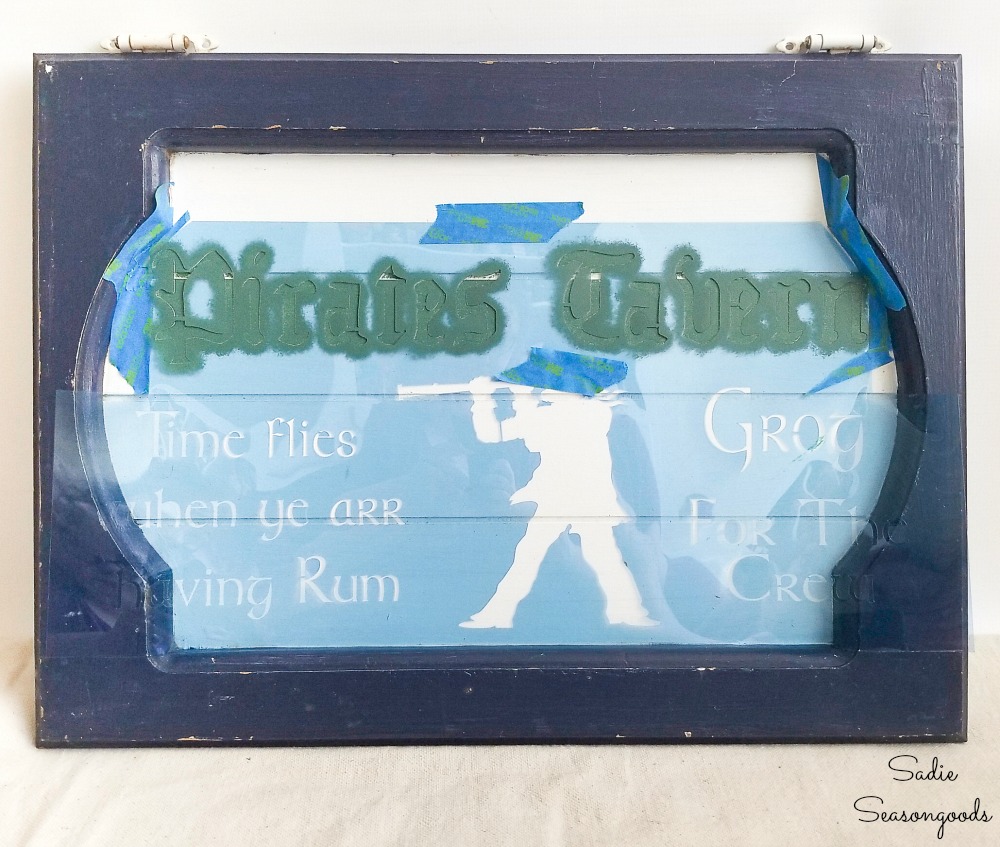 Pirates Tavern
Time flies
when ye arr
having Rum
Grog
For The
Crew
Sadie
Seasongoods